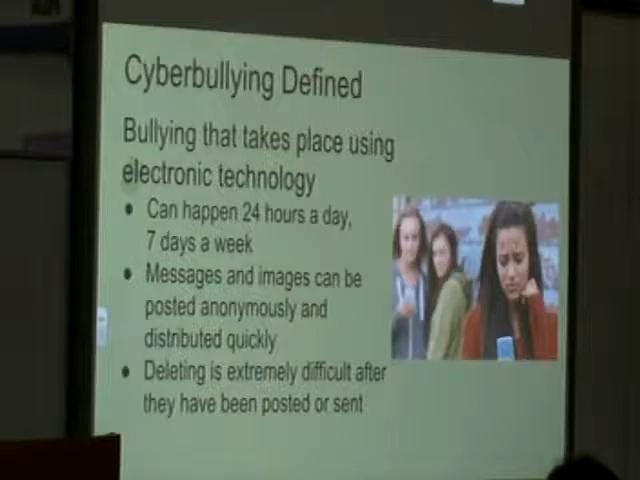 Cyberbullying Defined
Bullying that takes place using
electronic technology
• Can happen 24 hours a day,
7 days a week
• Messages and images can be
posted anonymously and
distributed quickly
• Deleting is extremely difficult after
they have been posted or sent